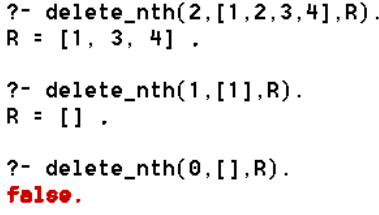 ?- delete_nth(2,[1,2,3,4],R).
R = [1, 3, 4] .
?- delete_nth(1,[1],R).
R = [] .
?- delete_nth(0,[],R).
false.